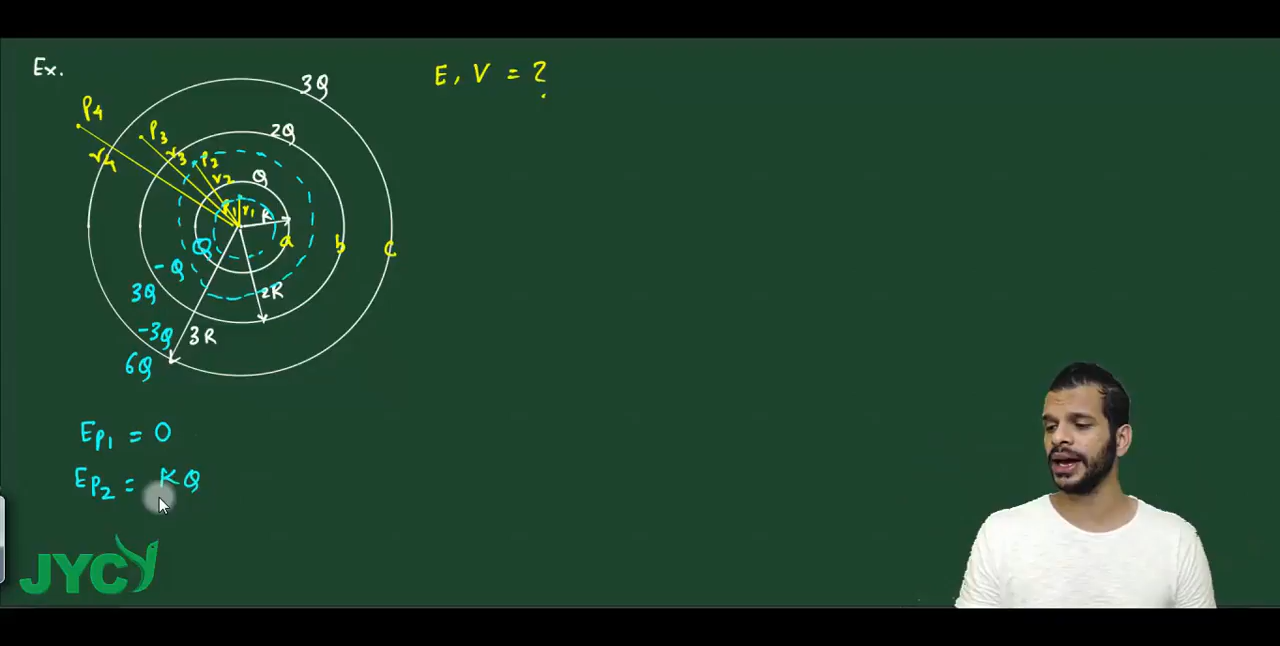 Ex.
E, V = ?
3Q
P4
P3
2Q
r4
r3
P2
r2
Q
P1
r1
R
Q
a
b
c
-Q
3Q
2R
-3Q
3R
6Q
EP1 = 0
EP2 = KQ
JYC